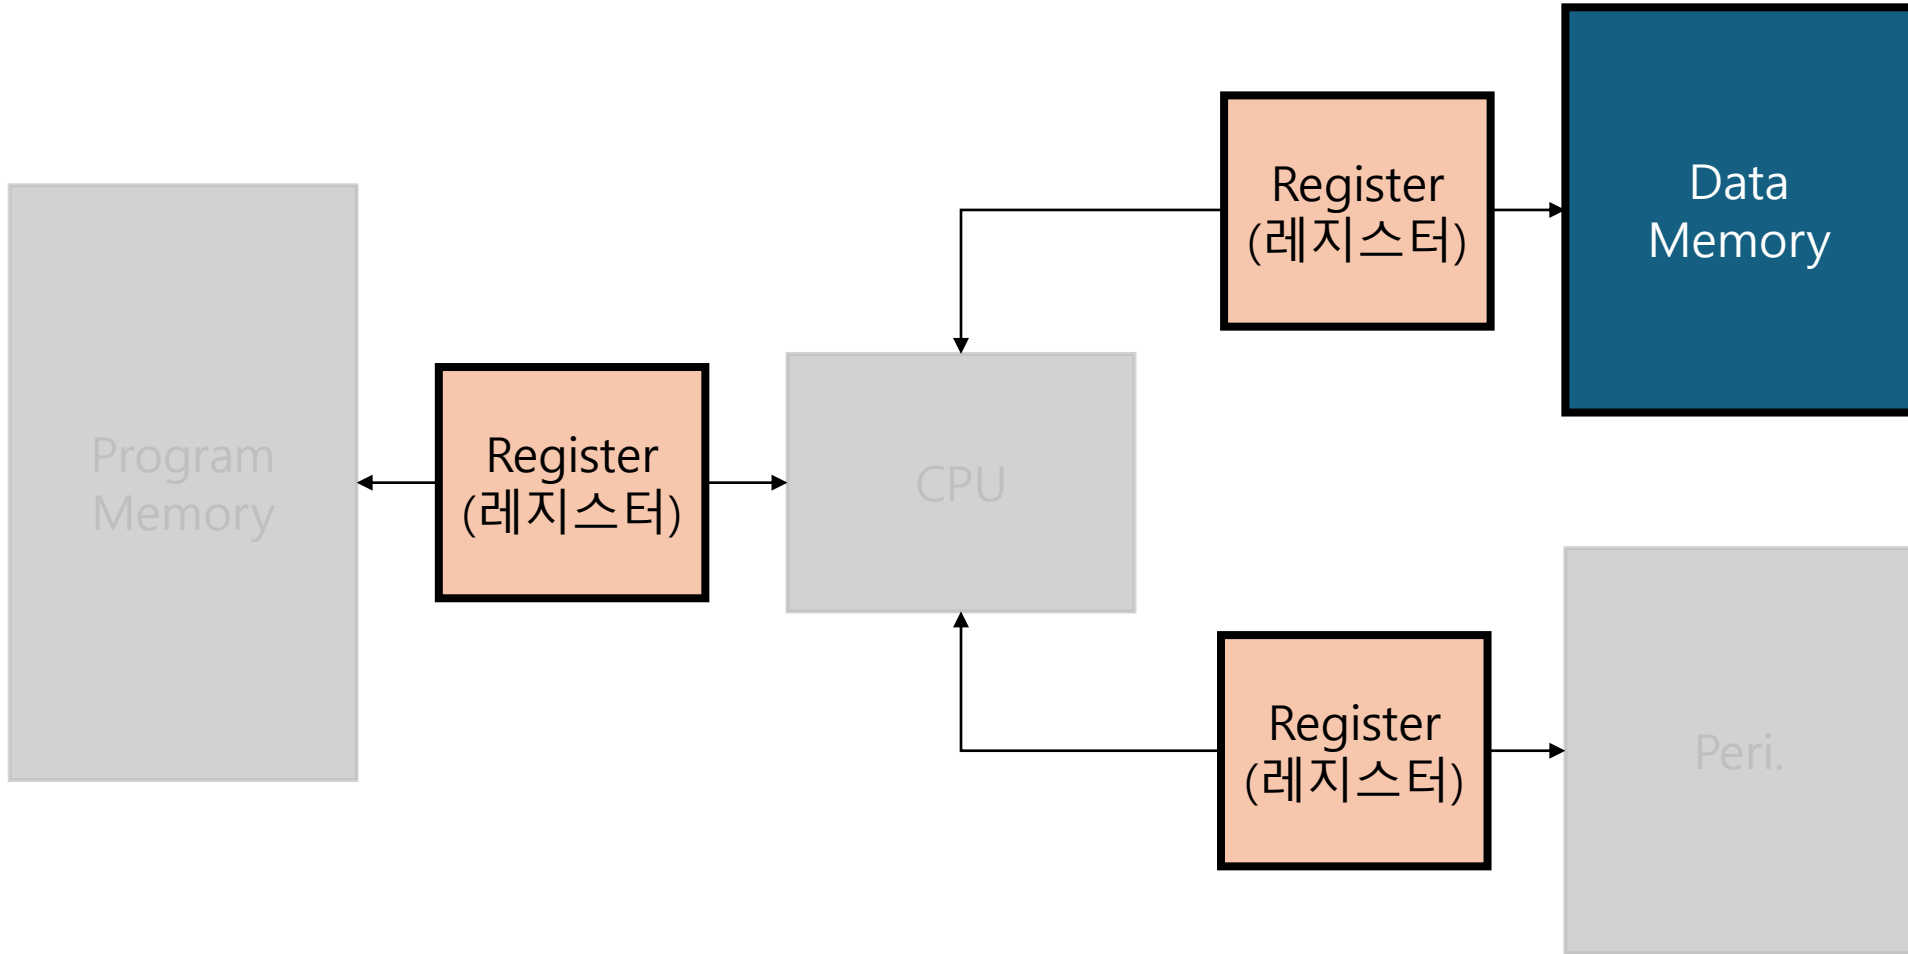 Program
Memory
Register
(레지스터)
CPU
Register
(레지스터)
Data
Memory
Register
(레지스터)
Peri.